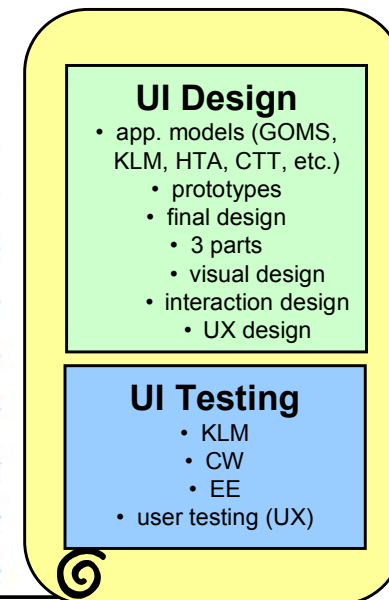 UI Design
• app. models (GOMS,
KLM, HTA, CTT, etc.)
• prototypes
• final design
• 3 parts
• visual design
• interaction design
• UX design
UI Testing
• KLM
• CW
• EE
• user testing (UX)